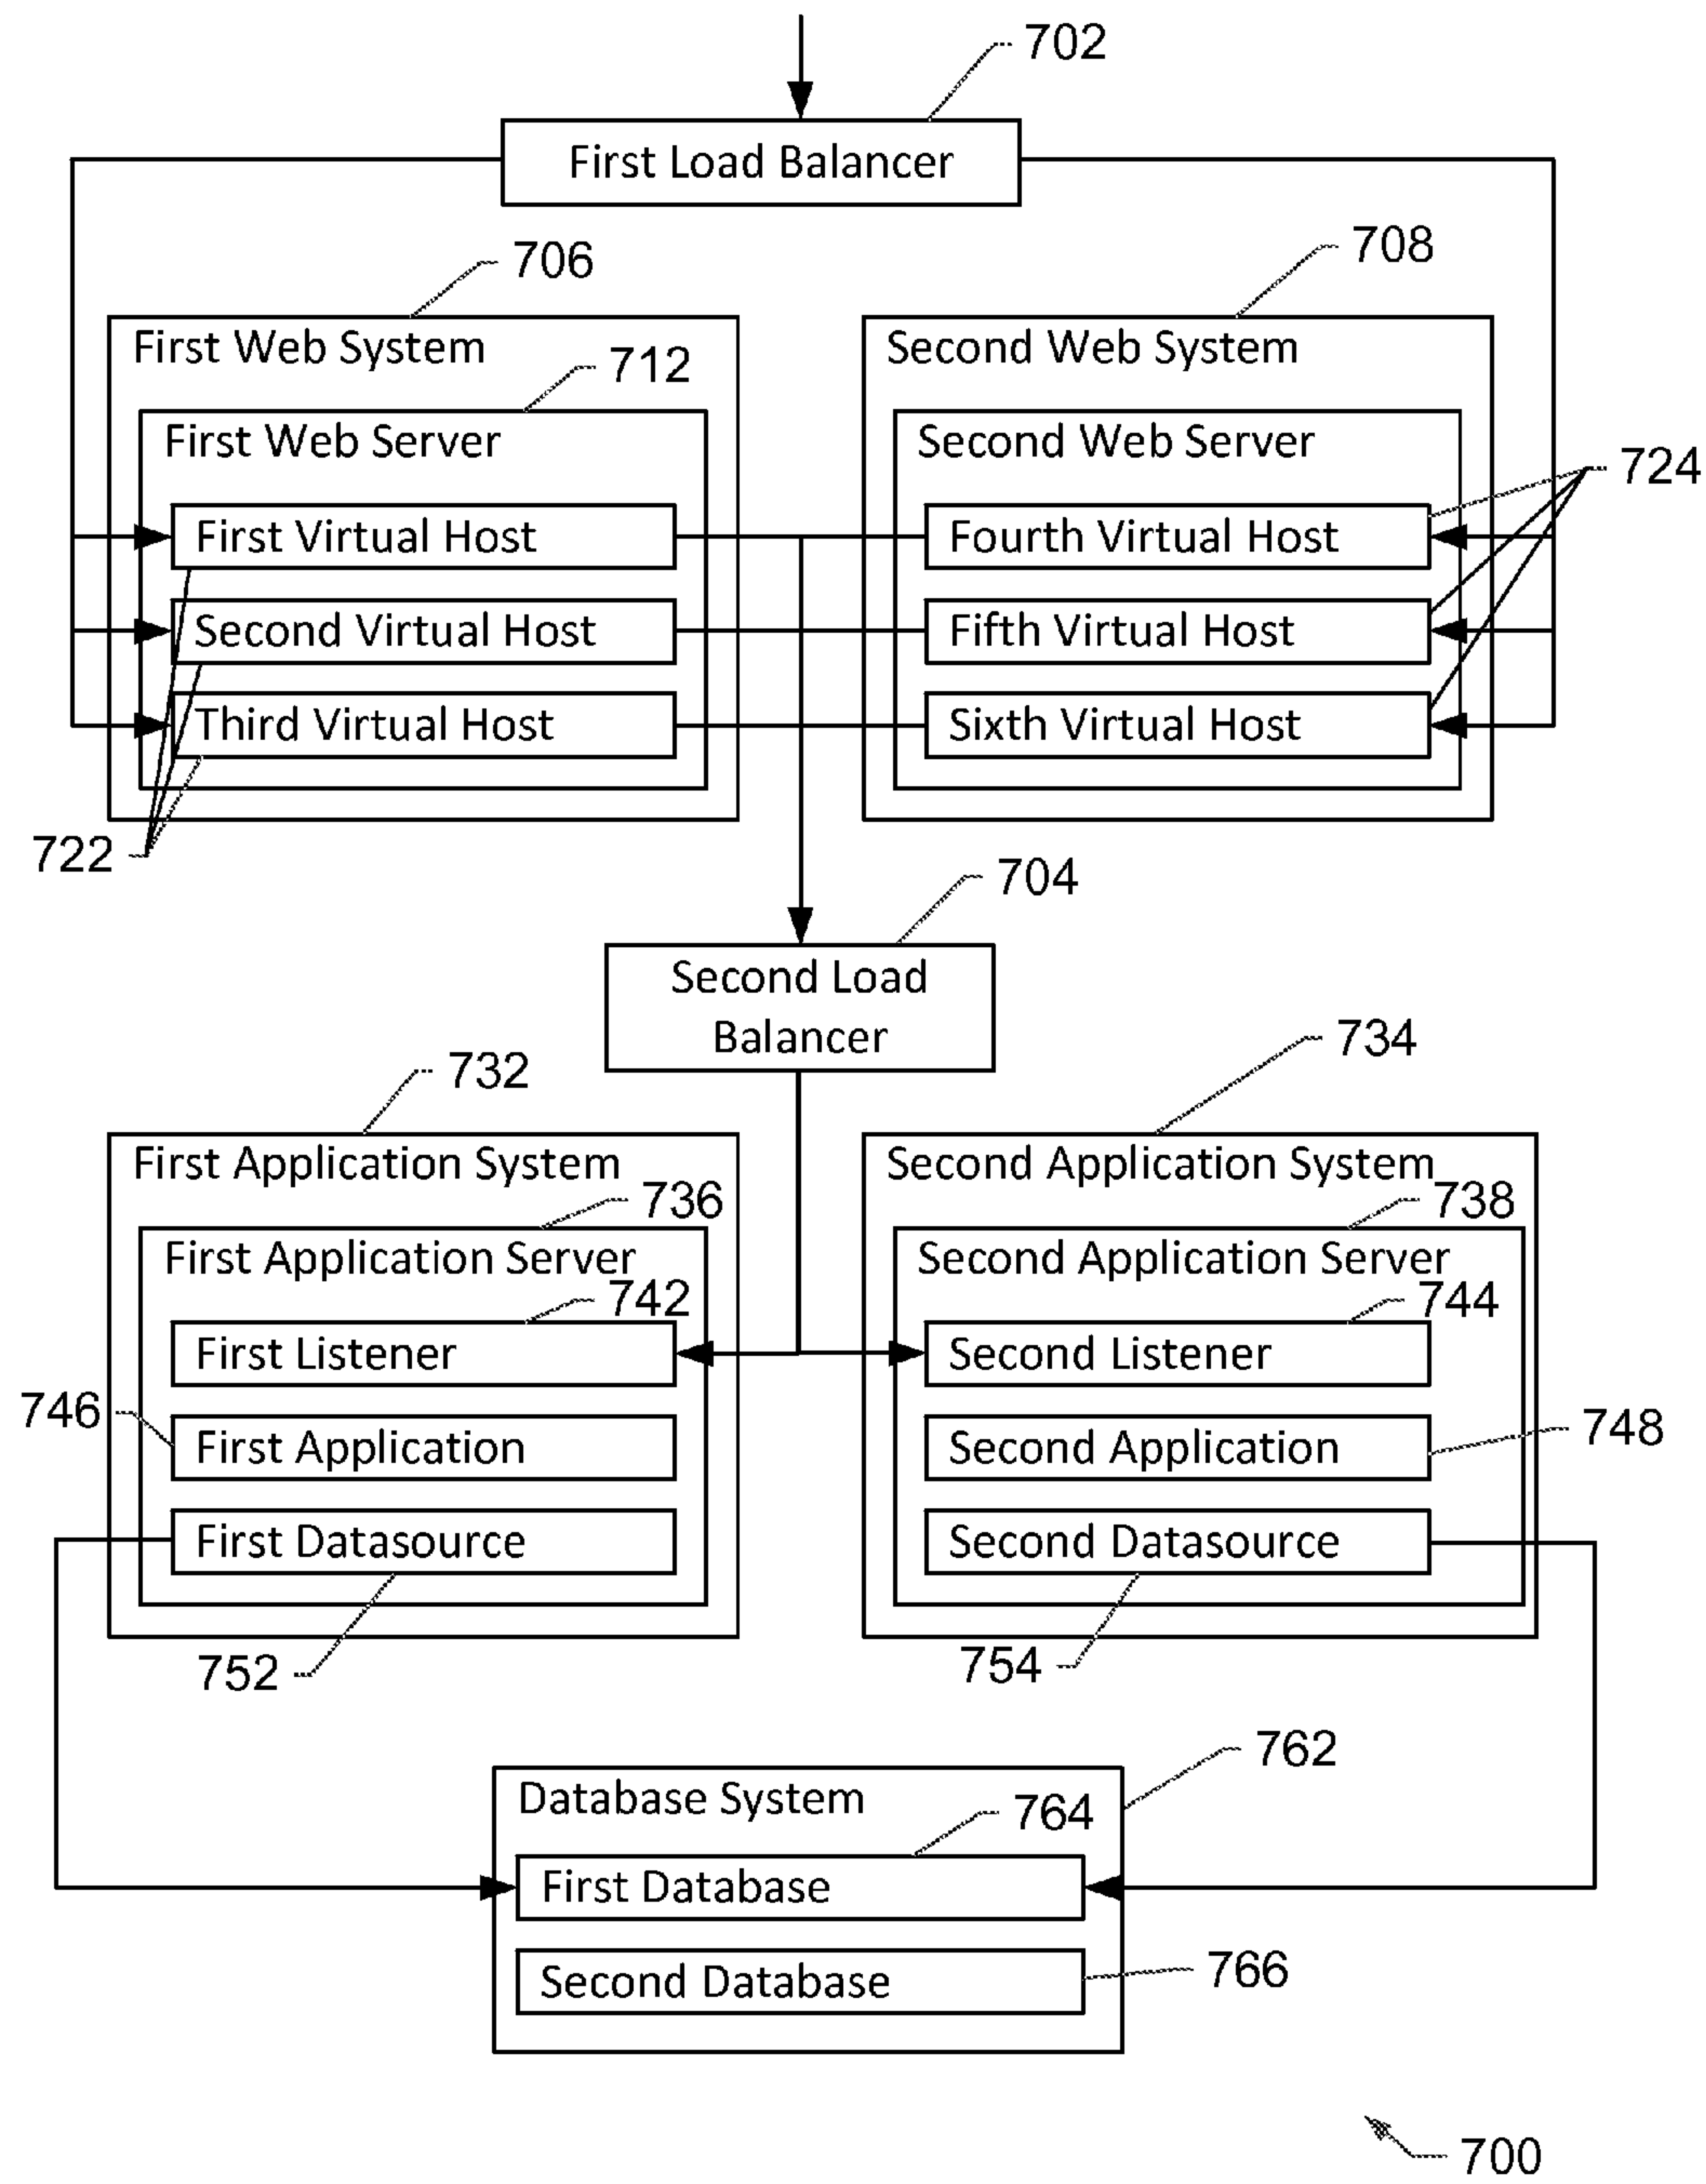 702
First Load Balancer
706
708
First Web System
Second Web System
712
First Web Server
Second Web Server
724
First Virtual Host
Fourth Virtual Host
Second Virtual Host
Fifth Virtual Host
Third Virtual Host
Sixth Virtual Host
722
704
Second Load
Balancer
732
734
First Application System
Second Application System
736
738
First Application Server
Second Application Server
742
744
First Listener
Second Listener
746
748
First Application
Second Application
First Datasource
Second Datasource
752
754
762
Database System
764
First Database
766
Second Database
700